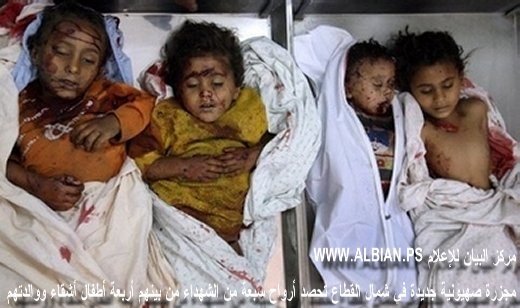 مركز البيان للإعلام WWW.ALBIAN.PS
مجزرة صهيونية جديدة في شمال القطاع تحصد أرواح سبعة من الشهداء من بينهم أربعة أطفال أشقاء ووالدتهم